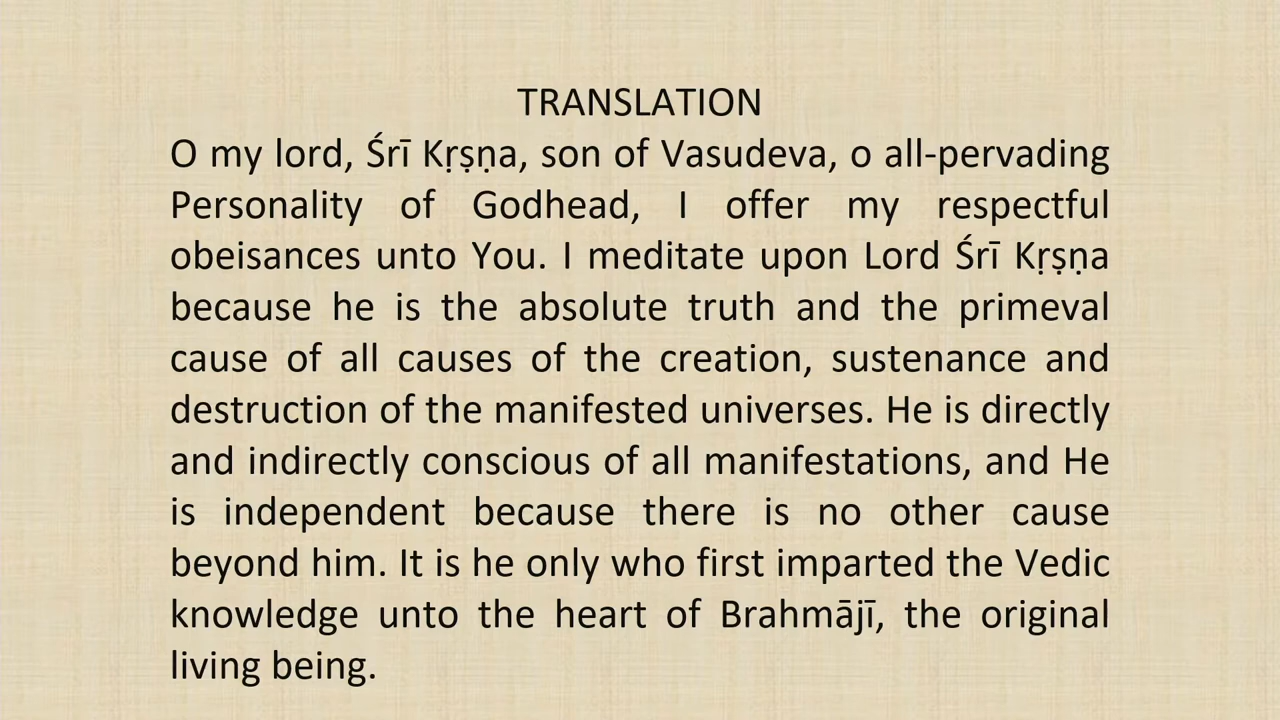 TRANSLATION
O my lord, Śrī Kṛṣṇa, son of Vasudeva, o all-pervading
Personality of Godhead, I offer my respectful
obeisances unto You. I meditate upon Lord Śrī Kṛṣṇa
because he is the absolute truth and the primeval
cause of all causes of the creation, sustenance and
destruction of the manifested universes. He is directly
and indirectly conscious of all manifestations, and He
is independent because there is no other cause
beyond him. It is he only who first imparted the Vedic
knowledge unto the heart of Brahmājī, the original
living being.